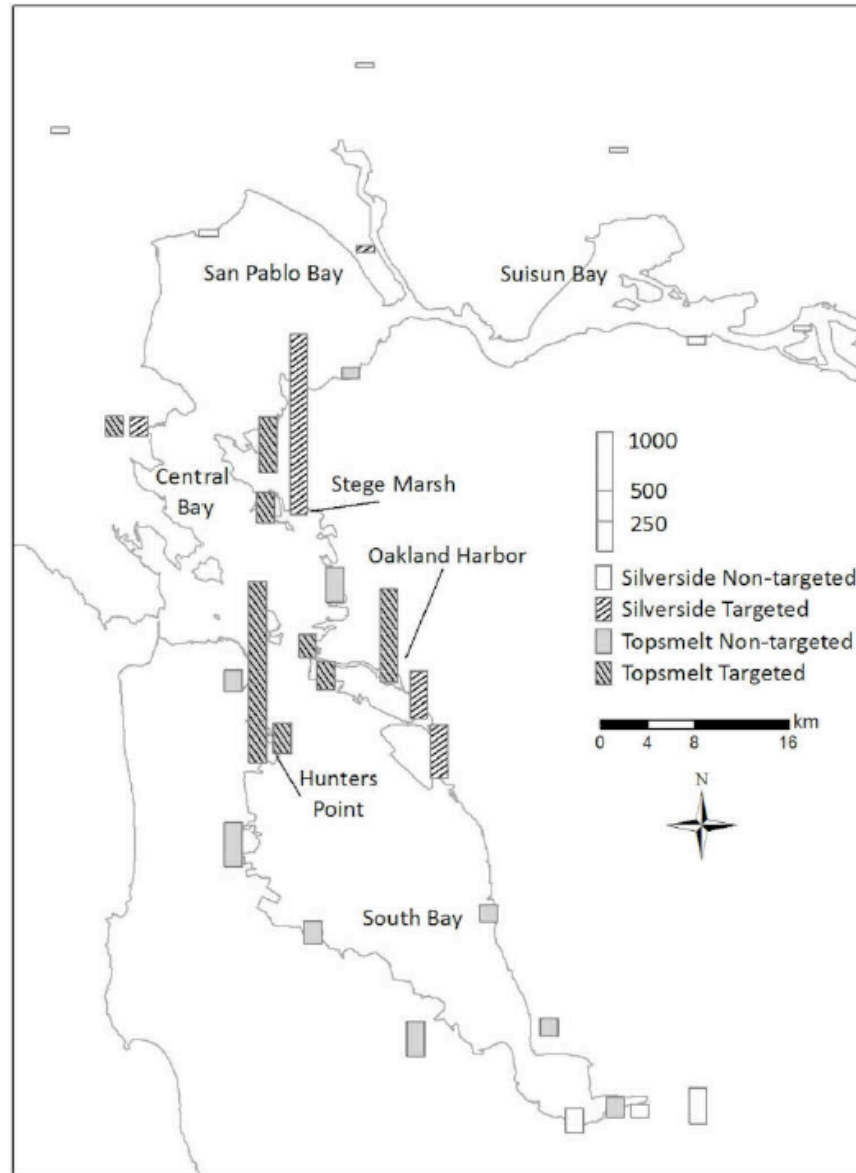 San Pablo Bay
Suisun Bay
Central
Bay
Stege Marsh
Oakland Harbor
1000
500
250
Silverside Non-targeted
Silverside Targeted
Topsmelt Non-targeted
Topsmelt Targeted
km
0 4 8 16
N
Hunters
Point
South Bay